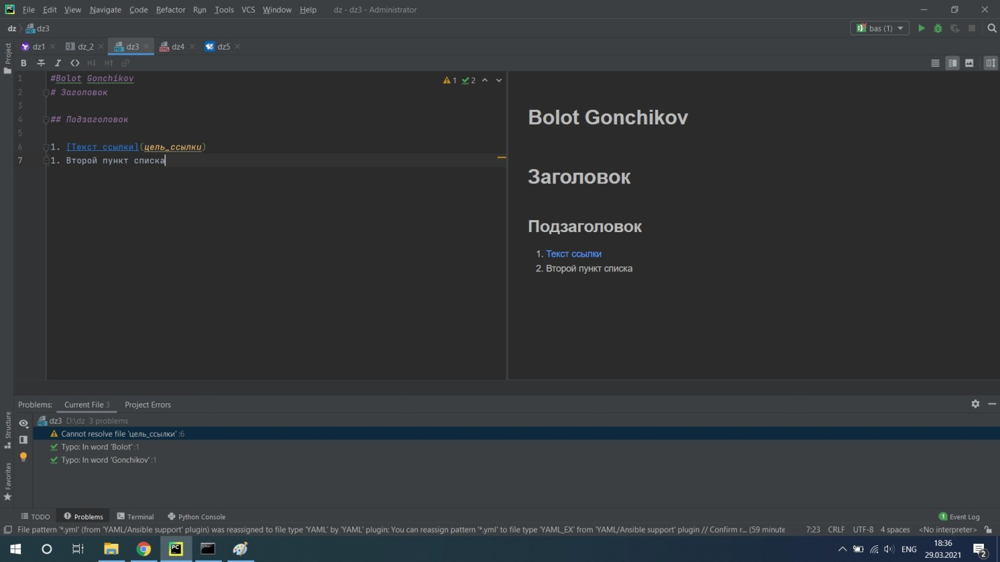 File Edit View Navigate Code Refactor Run Tools VCS Window Help dz - dz3 - Administrator
dz dz3 bas (1)
dz1 dz_2 dz3 dz4 dz5
B I
1 #Bolot Gonchikov
2 # Заголовок
3
4 ## Подзаголовок
5
6 1. [Текст ссылки](цель_ссылки)
7 1. Второй пункт списка
1 2
Bolot Gonchikov
Заголовок
Подзаголовок
1. Текст ссылки
2. Второй пункт списка
Project
Structure
Favorites
Problems: Current File 3 Project Errors
dz3 D:\dz 3 problems
Cannot resolve file 'цель_ссылки' :6
Typo: In word 'Bolot' :1
Typo: In word 'Gonchikov' :1
TODO Problems Terminal Python Console 1 Event Log
File pattern '*.yml' (from 'YAML/Ansible support' plugin) was reassigned to file type 'YAML' by 'YAML' plugin: You can reassign pattern '*.yml' to file type 'YAML_EX' from 'YAML/Ansible support' plugin // Confirm r... (59 minute 7:23 CRLF UTF-8 4 spaces <No interpreter>
ENG 18:36
29.03.2021 2